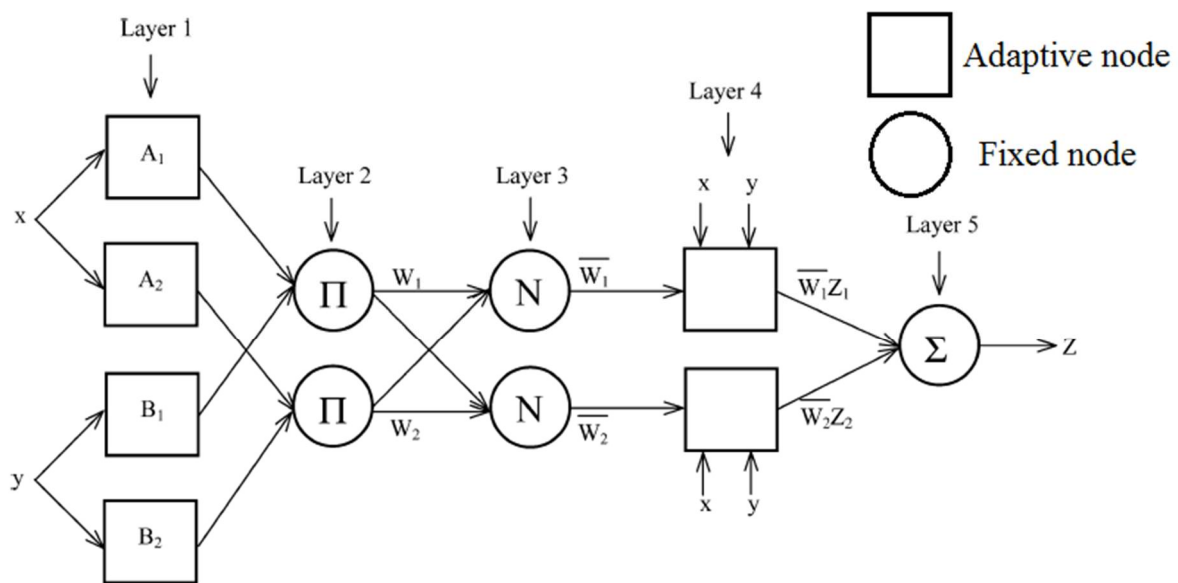 Layer 1
Adaptive node
Layer 4
A₁
Fixed node
Layer 2
Layer 3
x y
x
Layer 5
A₂
W₁
W̅₁
W̅₁Z₁
Π
N
Σ
Z
B₁
Π
N
W₂
W̅₂
W̅₂Z₂
y
x y
B₂